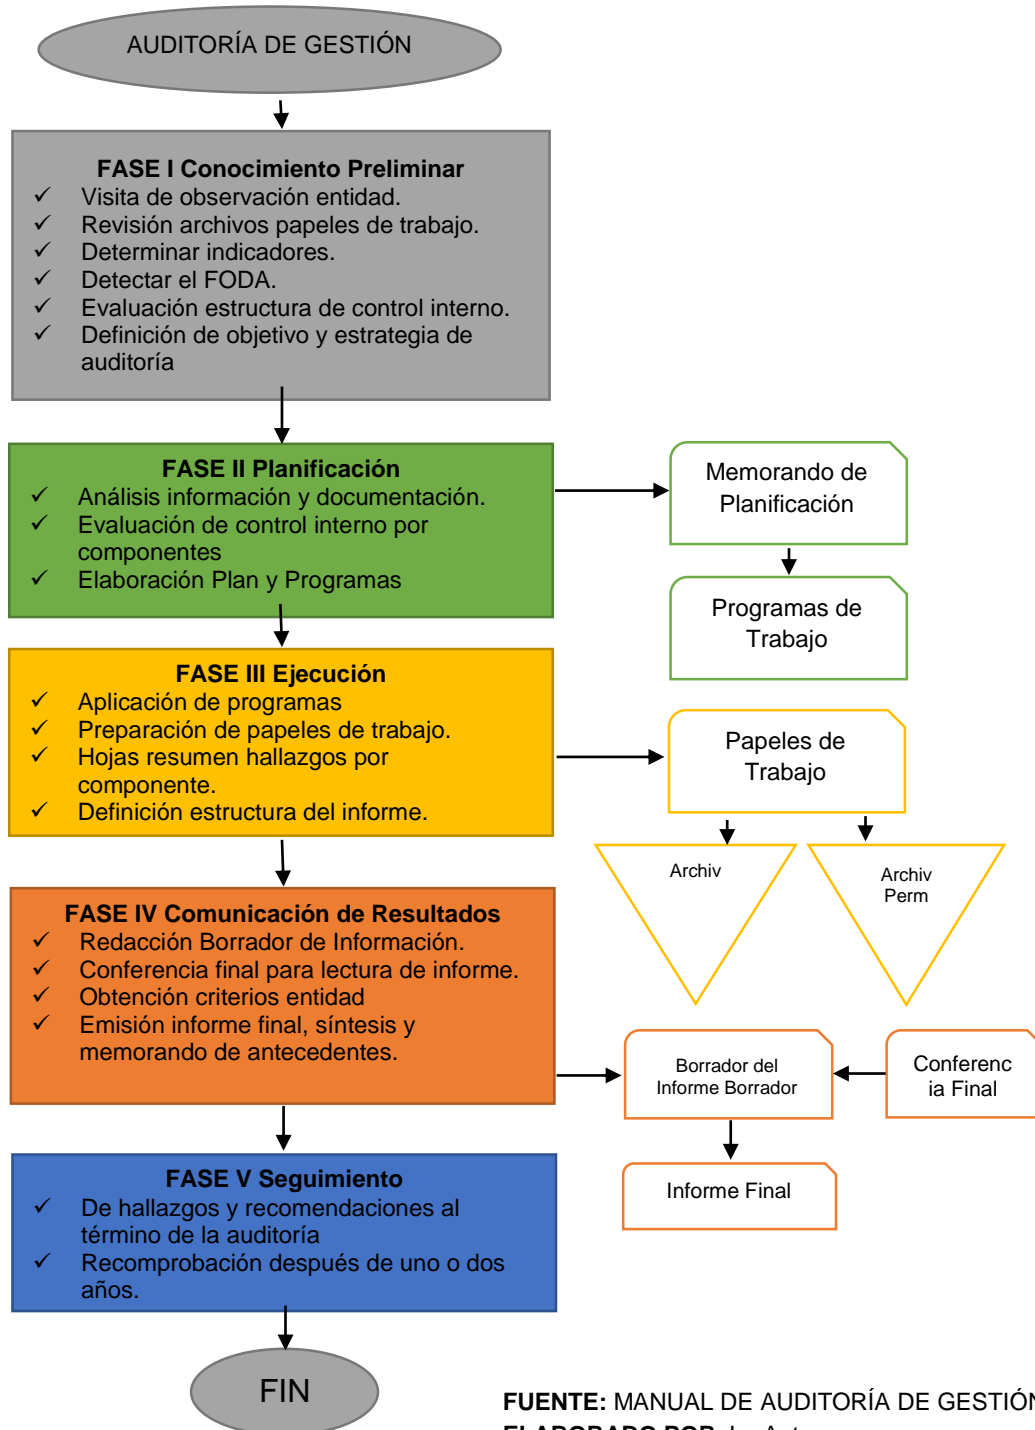 AUDITORÍA DE GESTIÓN
FASE I Conocimiento Preliminar
✓ Visita de observación entidad.
✓ Revisión archivos papeles de trabajo.
✓ Determinar indicadores.
✓ Detectar el FODA.
✓ Evaluación estructura de control interno.
✓ Definición de objetivo y estrategia de
auditoría
FASE II Planificación
✓ Análisis información y documentación.
✓ Evaluación de control interno por
componentes
✓ Elaboración Plan y Programas
Memorando de
Planificación
Programas de
Trabajo
FASE III Ejecución
✓ Aplicación de programas
✓ Preparación de papeles de trabajo.
✓ Hojas resumen hallazgos por
componente.
✓ Definición estructura del informe.
Papeles de
Trabajo
Archiv
Archiv
Perm
FASE IV Comunicación de Resultados
✓ Redacción Borrador de Información.
✓ Conferencia final para lectura de informe.
✓ Obtención criterios entidad
✓ Emisión informe final, síntesis y
memorando de antecedentes.
Borrador del
Informe Borrador
Conferenc
ia Final
Informe Final
FASE V Seguimiento
✓ De hallazgos y recomendaciones al
término de la auditoría
✓ Recomprobación después de uno o dos
años.
FIN
FUENTE: MANUAL DE AUDITORÍA DE GESTIÓN